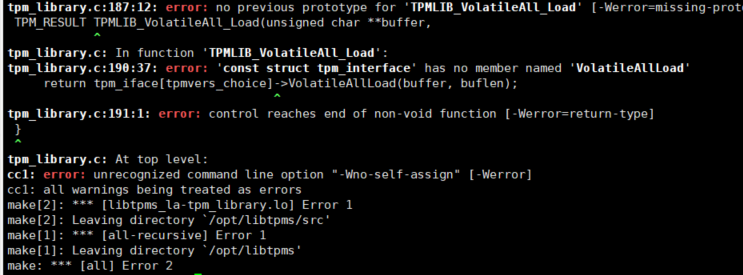 tpm_library.c:187:12: error: no previous prototype for 'TPMLIB_VolatileAll_Load' [-Werror=missing-prot
TPM_RESULT TPMLIB_VolatileAll_Load(unsigned char **buffer,
^
tpm_library.c: In function 'TPMLIB_VolatileAll_Load':
tpm_library.c:190:37: error: 'const struct tpm_interface' has no member named 'VolatileAllLoad'
return tpm_iface[tpmvers_choice]->VolatileAllLoad(buffer, buflen);
^
tpm_library.c:191:1: error: control reaches end of non-void function [-Werror=return-type]
}
^
tpm_library.c: At top level:
cc1: error: unrecognized command line option "-Wno-self-assign" [-Werror]
cc1: all warnings being treated as errors
make[2]: *** [libtpms_la-tpm_library.lo] Error 1
make[2]: Leaving directory `/opt/libtpms/src'
make[1]: *** [all-recursive] Error 1
make[1]: Leaving directory `/opt/libtpms'
make: *** [all] Error 2